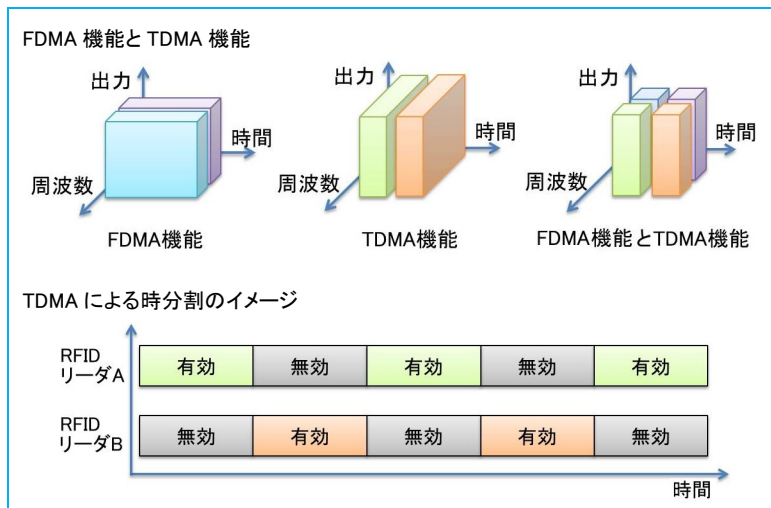 FDMA 機能と TDMA 機能
出力
時間
周波数
FDMA機能
出力
時間
周波数
TDMA機能
出力
時間
周波数
FDMA機能とTDMA機能
TDMA による時分割のイメージ
RFID
リーダA
有効 無効 有効 無効 有効
RFID
リーダB
無効 有効 無効 有効 無効
時間